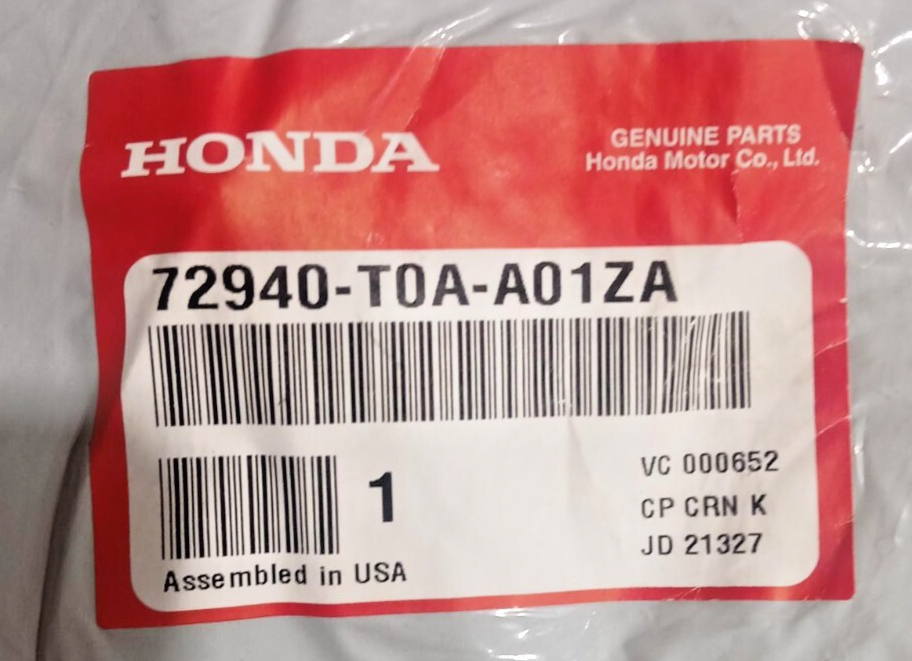 HONDA
GENUINE PARTS
Honda Motor Co., Ltd.
72940-T0A-A01ZA
1
VC 000652
CP CRN K
JD 21327
Assembled in USA